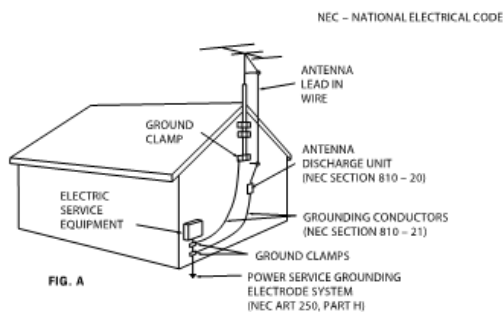 NEC – NATIONAL ELECTRICAL CODE
ANTENNA
LEAD IN
WIRE
GROUND
CLAMP
ANTENNA
DISCHARGE UNIT
(NEC SECTION 810 – 20)
ELECTRIC
SERVICE
EQUIPMENT
GROUNDING CONDUCTORS
(NEC SECTION 810 – 21)
GROUND CLAMPS
FIG. A
POWER SERVICE GROUNDING
ELECTRODE SYSTEM
(NEC ART 250, PART H)